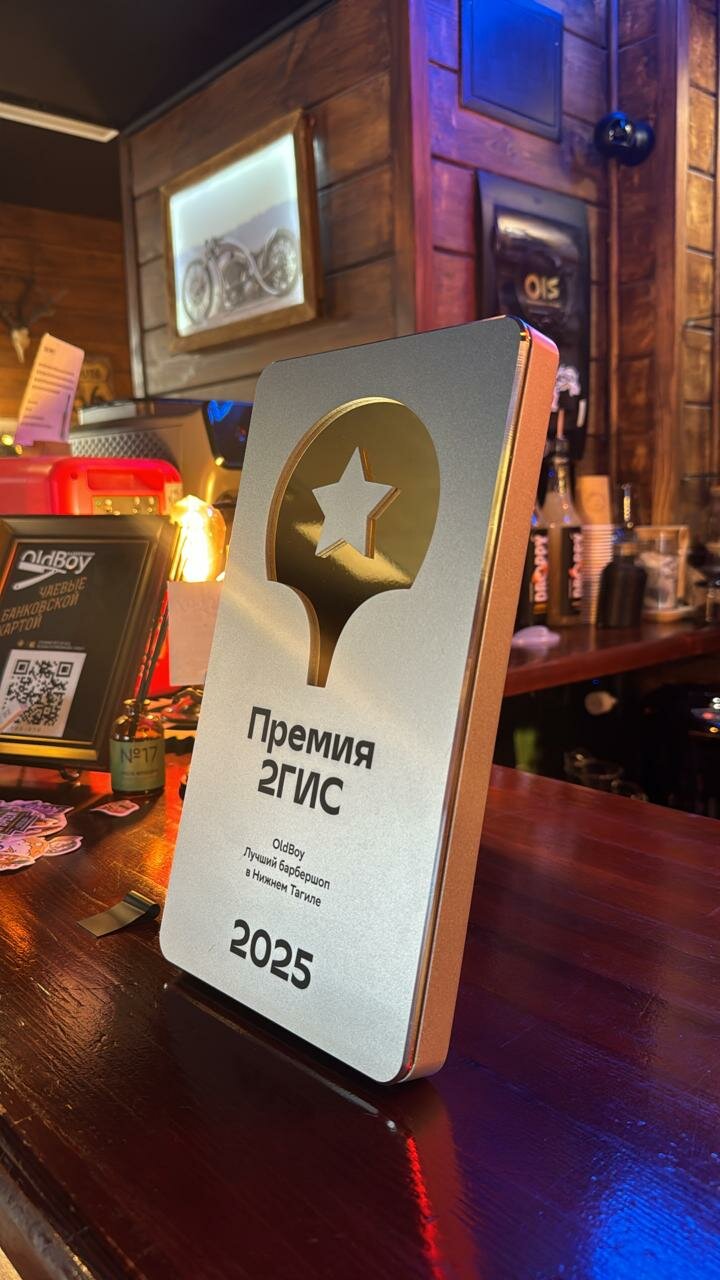 OldBoy
ЧАЕВЫЕ
БАНКОВСКОЙ
КАРТОЙ
№17
Премия
2ГИС
OldBoy
Лучший барбершоп
в Нижнем Тагиле
2025